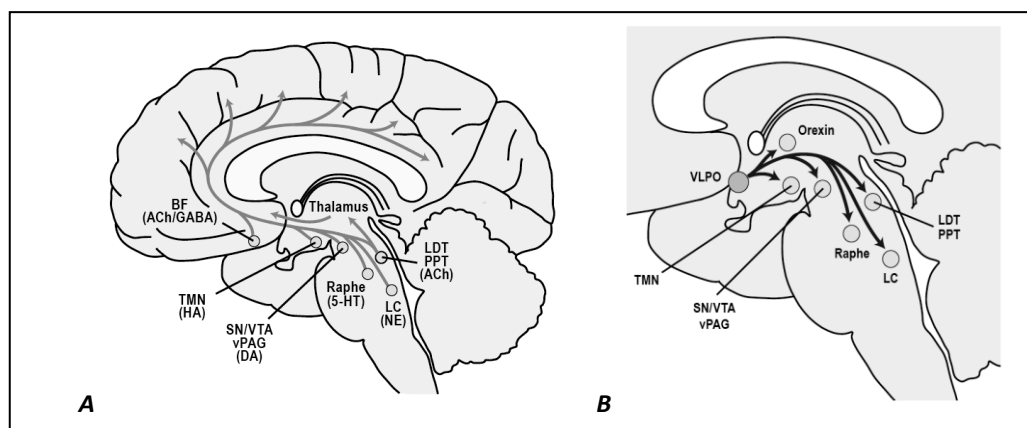 Thalamus
BF
(ACh/GABA)
TMN
(HA)
SN/VTA
vPAG
(DA)
Raphe
(5-HT)
LC
(NE)
LDT
PPT
(ACh)
A
Orexin
VLPO
TMN
SN/VTA
vPAG
Raphe
LC
LDT
PPT
B